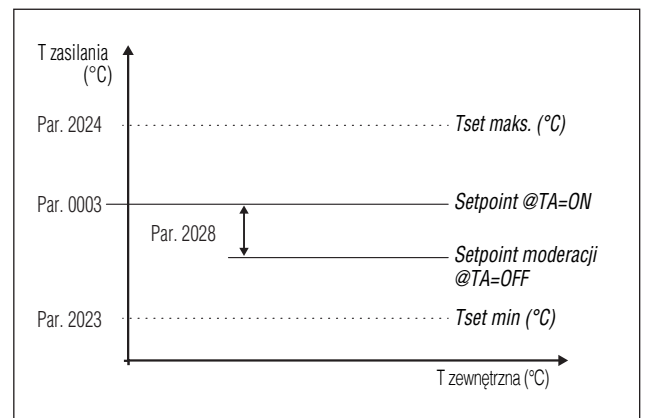 T zasilania
(°C)
Par. 2024
Tset maks. (°C)
Par. 0003
Setpoint @TA=ON
Par. 2028
Setpoint moderacji
@TA=OFF
Par. 2023
Tset min (°C)
T zewnętrzna (°C)